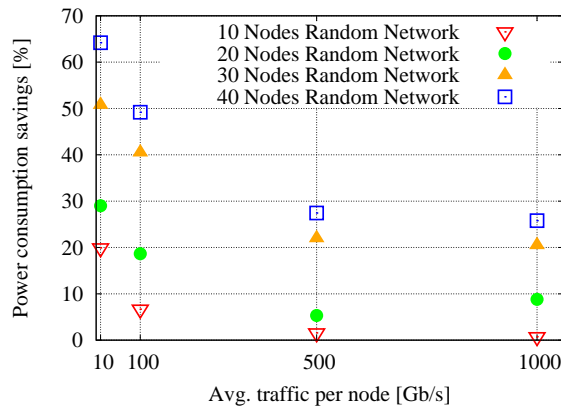 70
60
50
40
30
20
10
0
Power consumption savings [%]
10 Nodes Random Network
20 Nodes Random Network
30 Nodes Random Network
40 Nodes Random Network
10 100 500 1000
Avg. traffic per node [Gb/s]